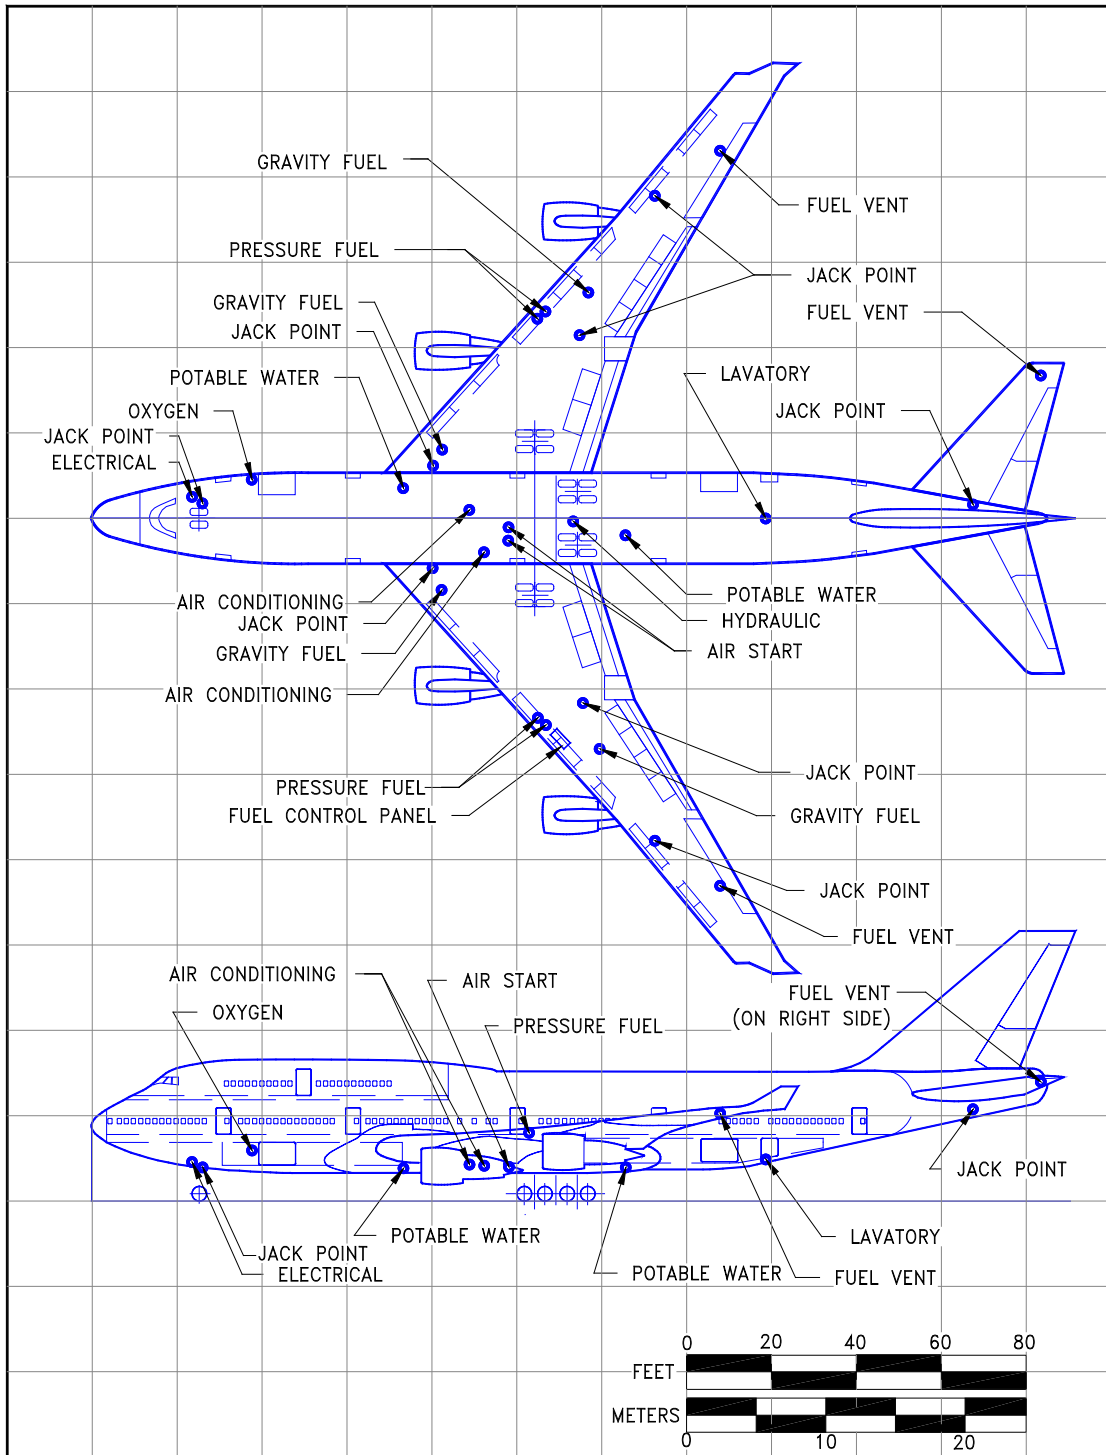 GRAVITY FUEL
FUEL VENT
PRESSURE FUEL
JACK POINT
GRAVITY FUEL
FUEL VENT
JACK POINT
POTABLE WATER
LAVATORY
OXYGEN
JACK POINT
JACK POINT
ELECTRICAL
POTABLE WATER
AIR CONDITIONING
HYDRAULIC
JACK POINT
GRAVITY FUEL
AIR START
AIR CONDITIONING
JACK POINT
PRESSURE FUEL
FUEL CONTROL PANEL
GRAVITY FUEL
JACK POINT
FUEL VENT
AIR CONDITIONING
AIR START
OXYGEN
FUEL VENT
(ON RIGHT SIDE)
PRESSURE FUEL
JACK POINT
POTABLE WATER
LAVATORY
JACK POINT
ELECTRICAL
POTABLE WATER
FUEL VENT
0 20 40 60 80
FEET
METERS
0 10 20